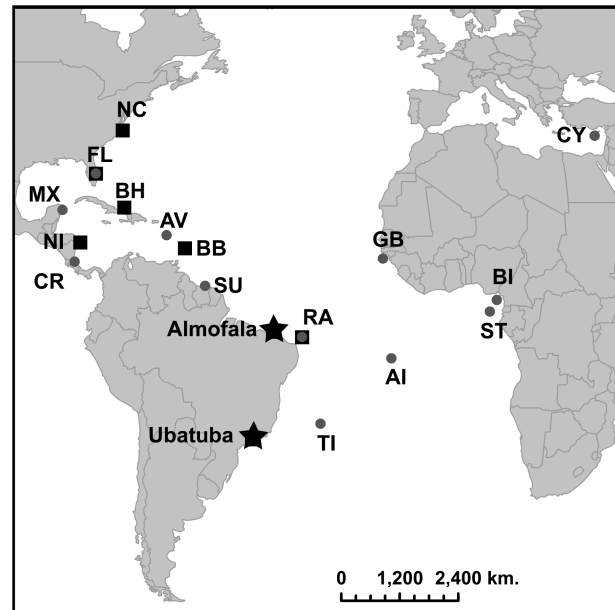 NC
CY
FL
MX
BH
AV
NI
BB
GB
CR
SU
BI
RA
ST
Almofala
AI
Ubatuba
TI
0 1,200 2,400 km.